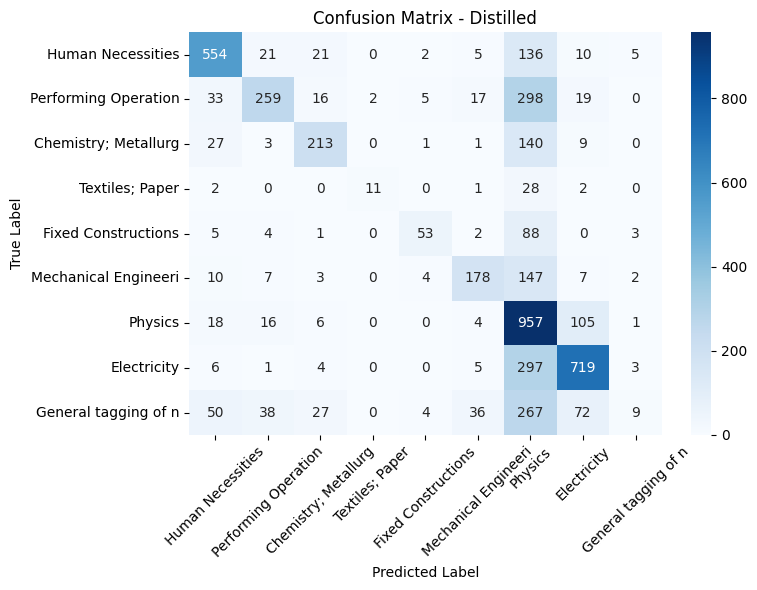 Confusion Matrix - Distilled
True Label
Human Necessities 554 21 21 0 2 5 136 10 5
Performing Operation 33 259 16 2 5 17 298 19 0
Chemistry; Metallurg 27 3 213 0 1 1 140 9 0
Textiles; Paper 2 0 0 11 0 1 28 2 0
Fixed Constructions 5 4 1 0 53 2 88 0 3
Mechanical Engineeri 10 7 3 0 4 178 147 7 2
Physics 18 16 6 0 0 4 957 105 1
Electricity 6 1 4 0 0 5 297 719 3
General tagging of n 50 38 27 0 4 36 267 72 9
Human Necessities
Performing Operation
Chemistry; Metallurg
Textiles; Paper
Fixed Constructions
Mechanical Engineeri
Physics
Electricity
General tagging of n
Predicted Label
800
600
400
200
0